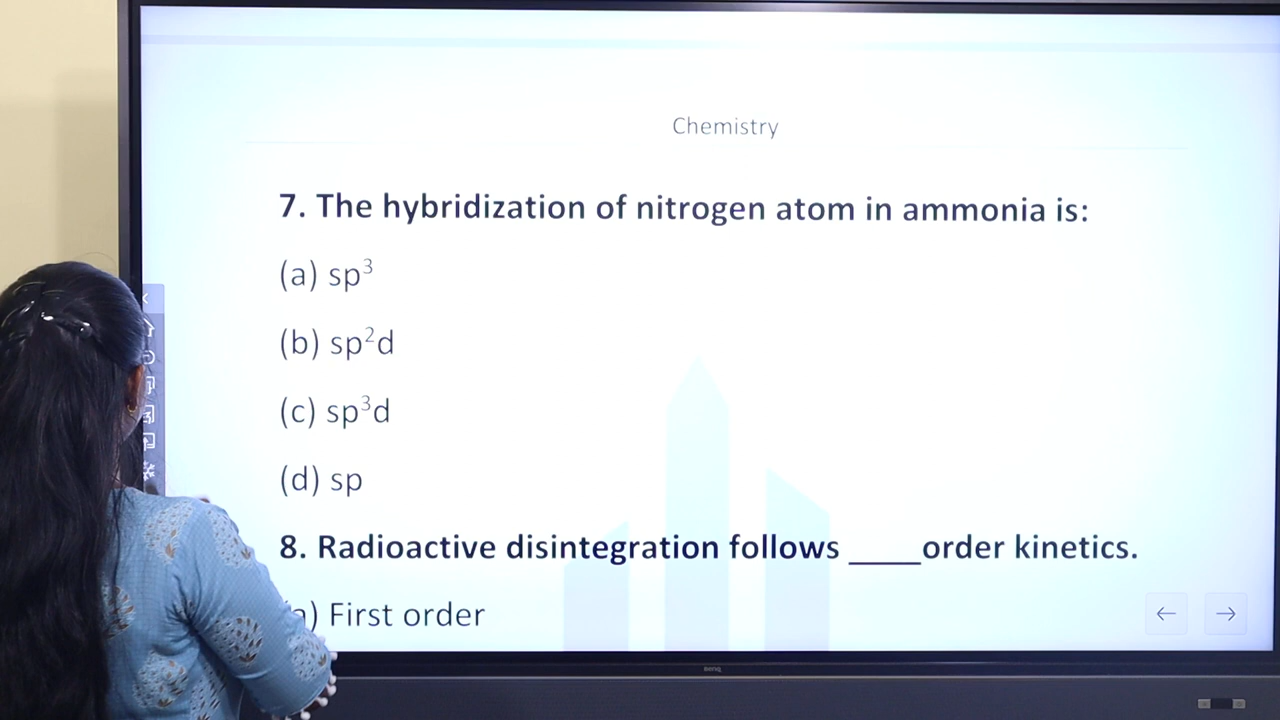 Chemistry
7. The hybridization of nitrogen atom in ammonia is:
(a) sp³
(b) sp²d
(c) sp³d
(d) sp
8. Radioactive disintegration follows ____order kinetics.
a) First order
BenQ